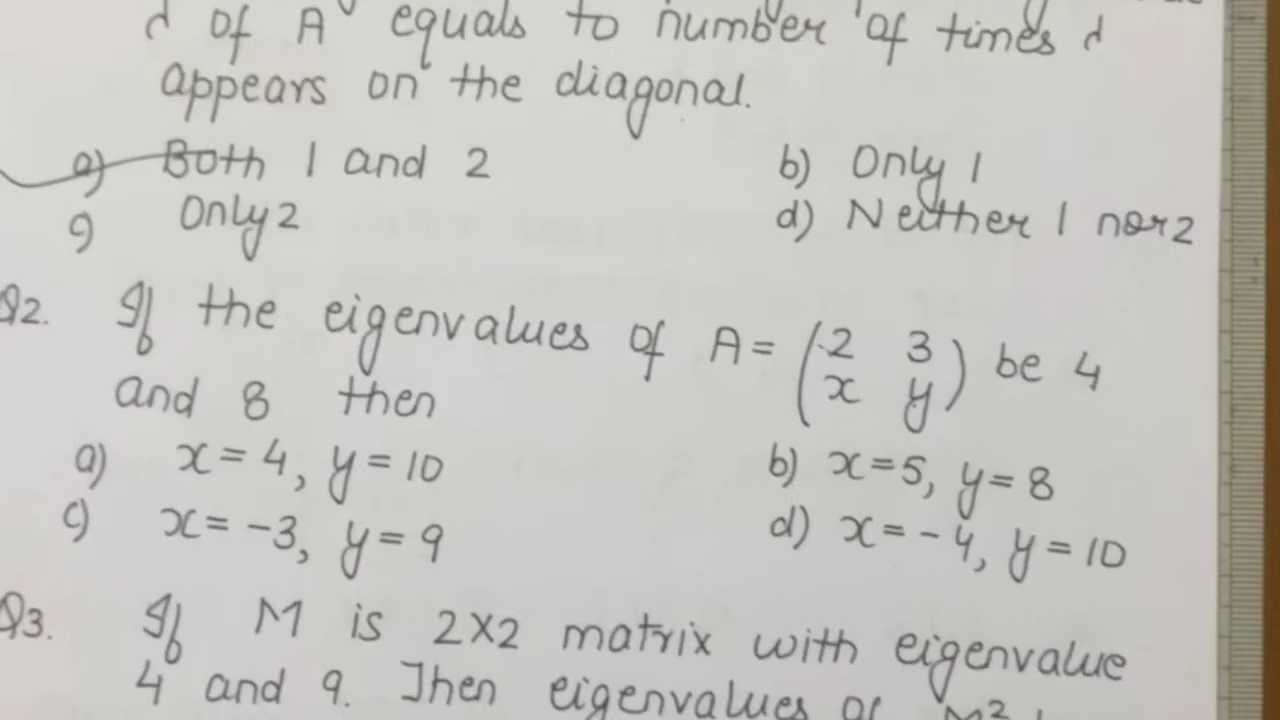 d of A equals to number of times d
appears on the diagonal.
a) Both 1 and 2 b) Only 1
c) Only 2 d) Neither 1 nor 2
Q2. If the eigenvalues of A = (2 3 x y) be 4
and 8 then
a) x = 4, y = 10 b) x = 5, y = 8
c) x = -3, y = 9 d) x = -4, y = 10
Q3. If M is 2x2 matrix with eigenvalue
4 and 9. Then eigenvalues of M²